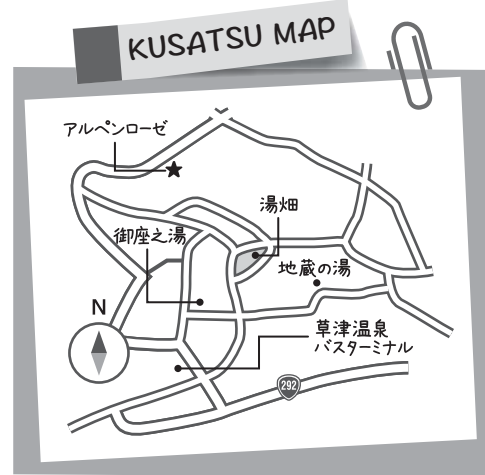 KUSATSU MAP
アルペンローゼ
湯畑
御座之湯
地蔵の湯
N
草津温泉
バスターミナル
292